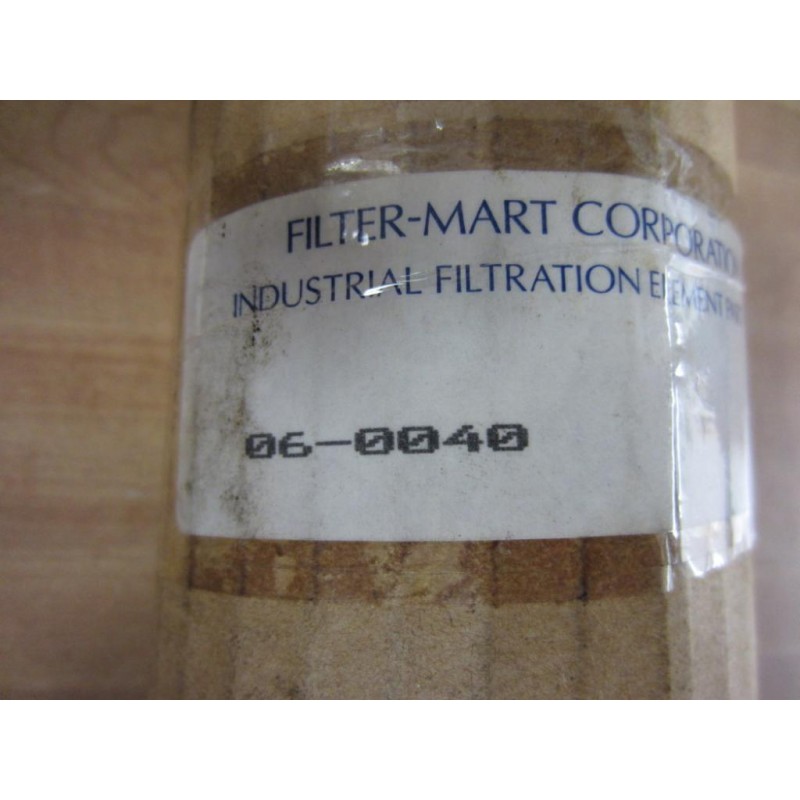 FILTER-MART CORPORATION
INDUSTRIAL FILTRATION ELEMENT
06-0040